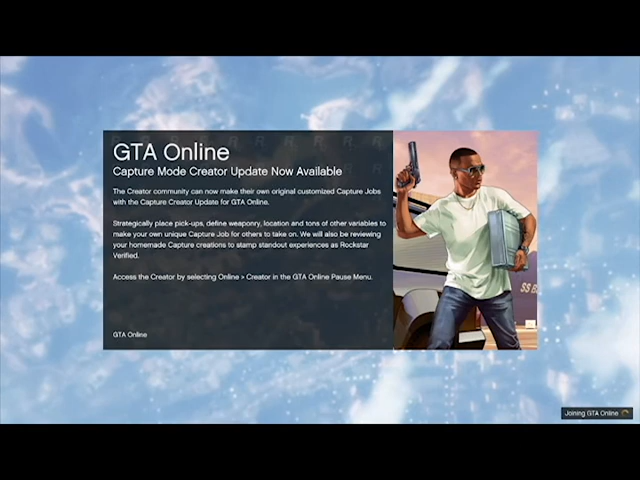 GTA Online
Capture Mode Creator Update Now Available
The Creator community can now make their own original customized Capture Jobs
with the Capture Creator Update for GTA Online.
Strategically place pick-ups, define weaponry, location and tons of other variables to
make your own unique Capture Job for others to take on. We will also be reviewing
your homemade Capture creations to stamp standout experiences as Rockstar
Verified.
Access the Creator by selecting Online > Creator in the GTA Online Pause Menu.
GTA Online
Joining GTA Online